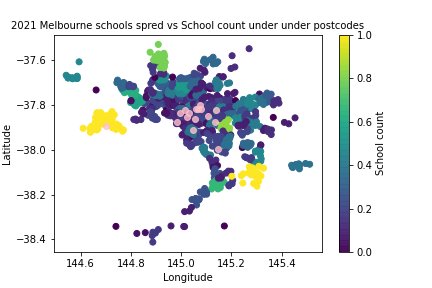 2021 Melbourne schools spred vs School count under under postcodes
−37.6
−37.8
−38.0
−38.2
−38.4
Latitude
144.6 144.8 145.0 145.2 145.4
Longitude
1.0
0.8
0.6
0.4
0.2
0.0
School count